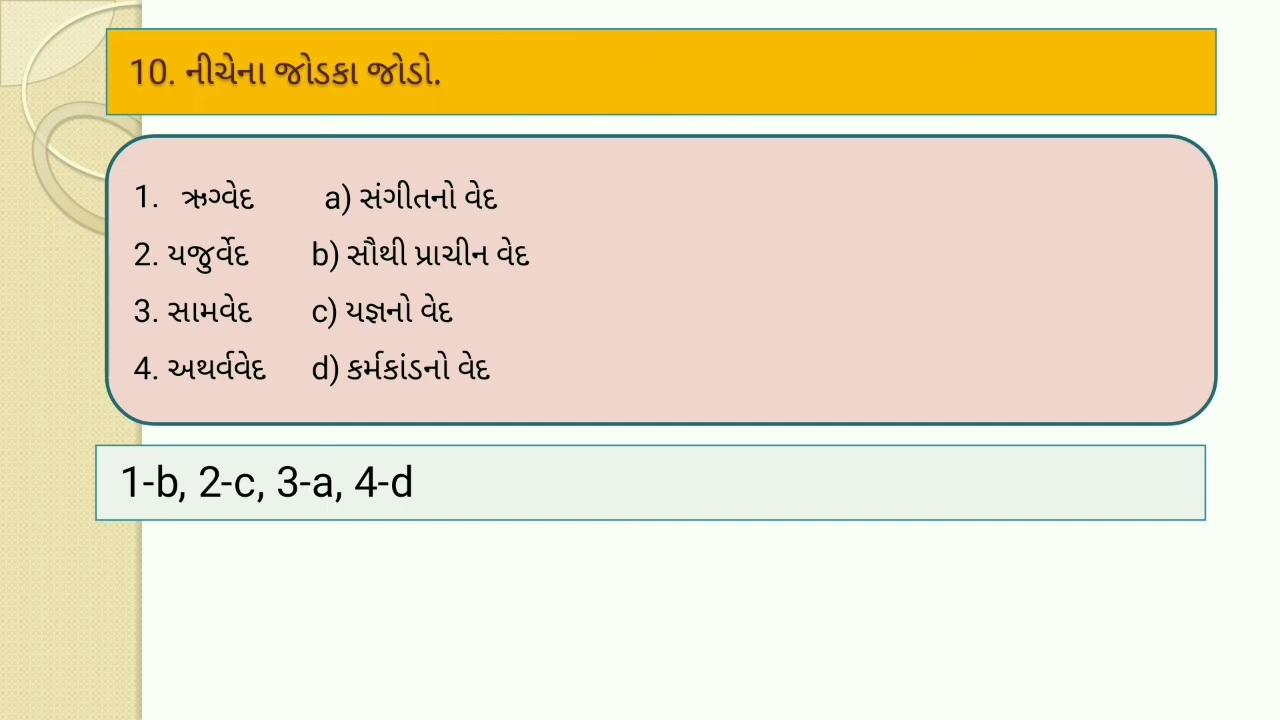 10. નીચેના જોડકા જોડો.
1. ઋગ્વેદ a) સંગીતનો વેદ
2. યજુર્વેદ b) સૌથી પ્રાચીન વેદ
3. સામવેદ c) યજ્ઞનો વેદ
4. અથર્વવેદ d) કર્મકાંડનો વેદ
1-b, 2-c, 3-a, 4-d